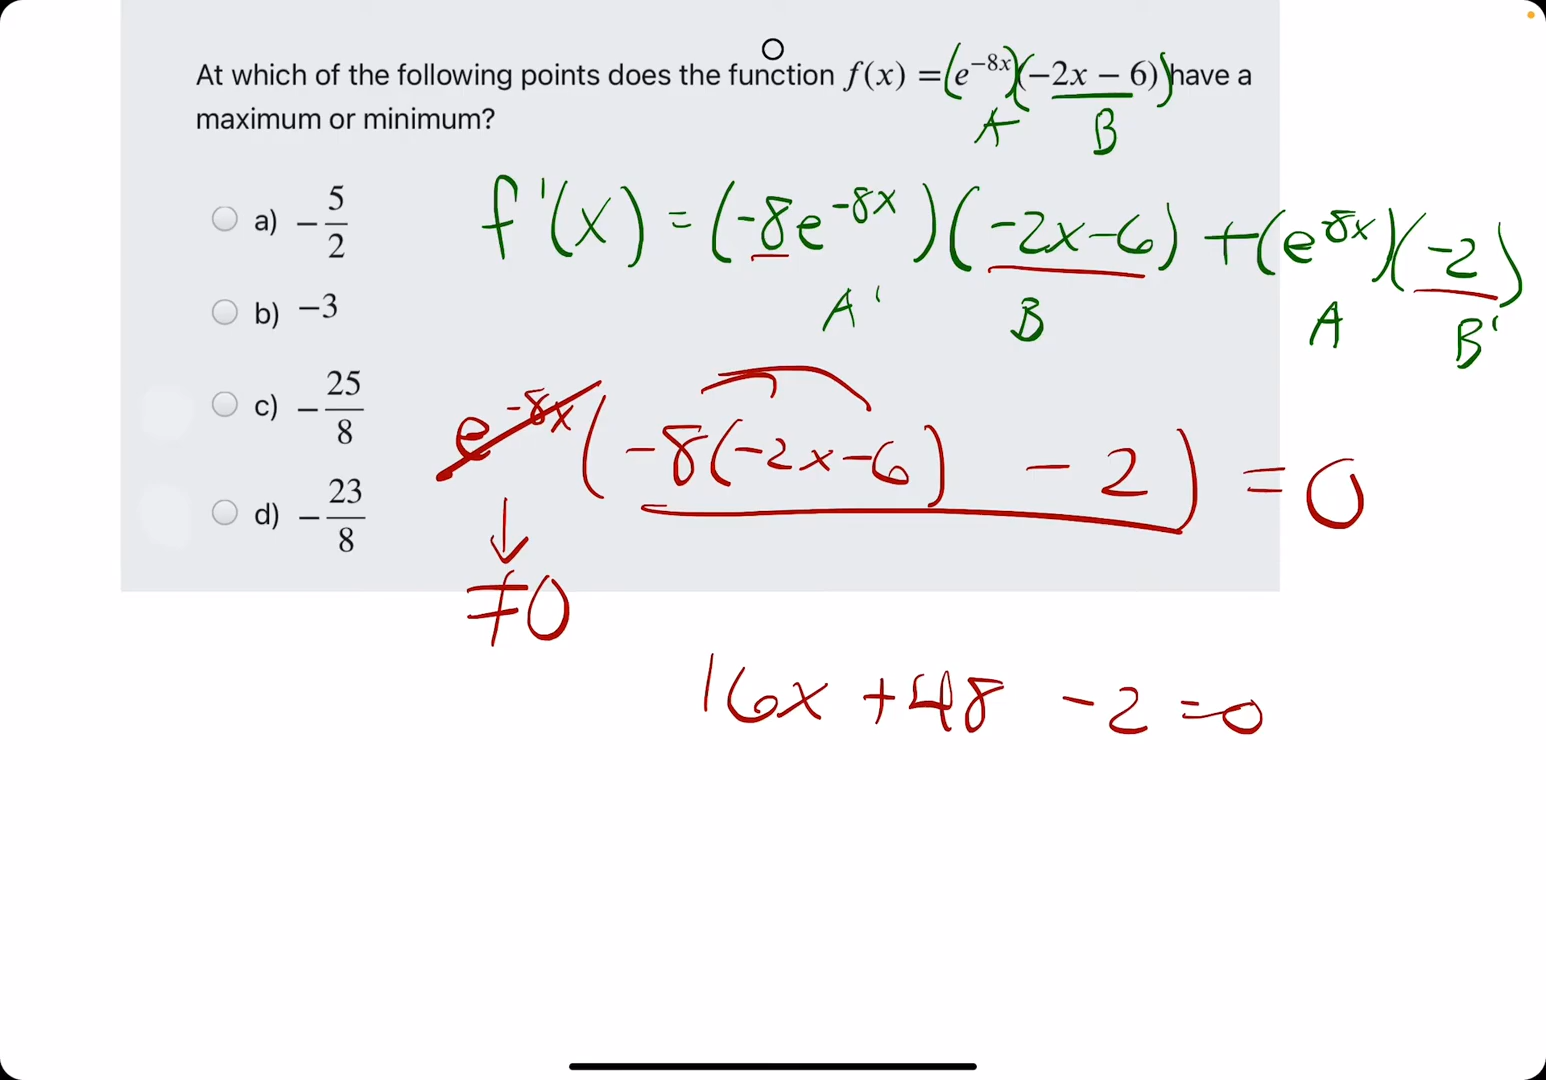 At which of the following points does the function f(x) = (e^{-8x})(-2x - 6)) have a
A B
maximum or minimum?
a) -5/2
f'(x) = (-8e^{-8x})(-2x-6) + (e^{8x})(-2)
A' B A B'
b) -3
c) -25/8
e^{-8x}(-8(-2x-6) - 2) = 0
d) -23/8
≠0
16x +48 -2=0